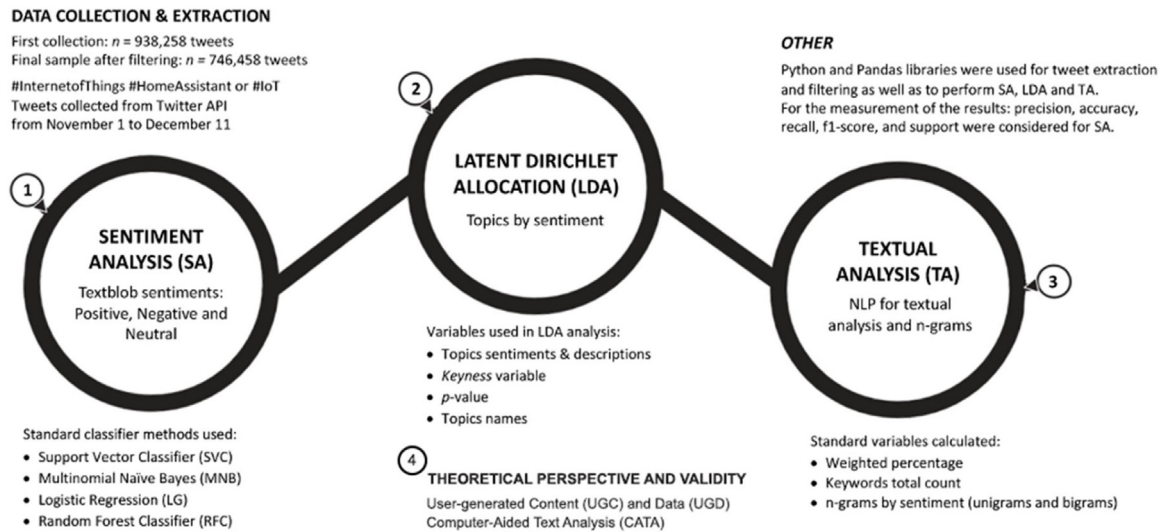 DATA COLLECTION & EXTRACTION
First collection: n = 938,258 tweets
Final sample after filtering: n = 746,458 tweets
#InternetofThings #HomeAssistant or #IoT
Tweets collected from Twitter API
from November 1 to December 11
1
SENTIMENT
ANALYSIS (SA)
Textblob sentiments:
Positive, Negative and
Neutral
Standard classifier methods used:
• Support Vector Classifier (SVC)
• Multinomial Naïve Bayes (MNB)
• Logistic Regression (LG)
• Random Forest Classifier (RFC)
2
LATENT DIRICHLET
ALLOCATION (LDA)
Topics by sentiment
Variables used in LDA analysis:
• Topics sentiments & descriptions
• Keyness variable
• p-value
• Topics names
4
THEORETICAL PERSPECTIVE AND VALIDITY
User-generated Content (UGC) and Data (UGD)
Computer-Aided Text Analysis (CATA)
OTHER
Python and Pandas libraries were used for tweet extraction
and filtering as well as to perform SA, LDA and TA.
For the measurement of the results: precision, accuracy,
recall, f1-score, and support were considered for SA.
TEXTUAL
ANALYSIS (TA)
NLP for textual
analysis and n-grams
3
Standard variables calculated:
• Weighted percentage
• Keywords total count
• n-grams by sentiment (unigrams and bigrams)